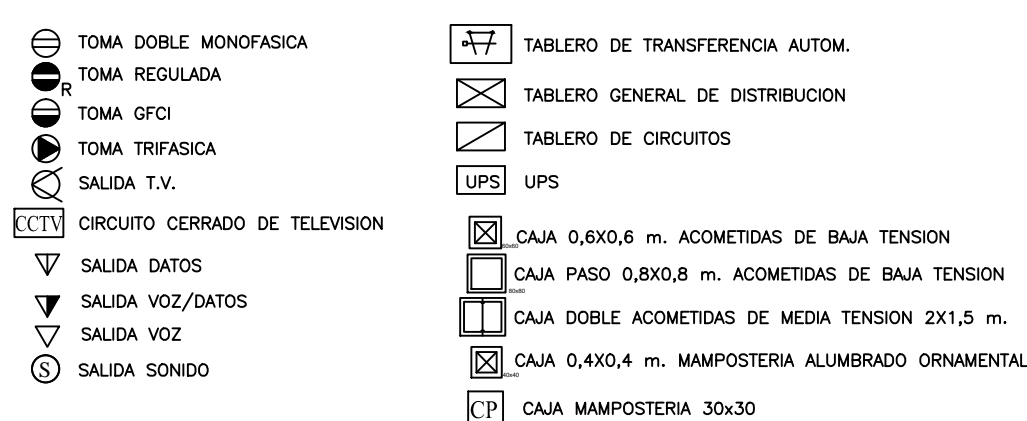 TOMA DOBLE MONOFASICA
R TOMA REGULADA
TOMA GFCI
TOMA TRIFASICA
SALIDA T.V.
CCTV CIRCUITO CERRADO DE TELEVISION
SALIDA DATOS
SALIDA VOZ/DATOS
SALIDA VOZ
S SALIDA SONIDO
TABLERO DE TRANSFERENCIA AUTOM.
TABLERO GENERAL DE DISTRIBUCION
TABLERO DE CIRCUITOS
UPS UPS
60x60 CAJA 0,6X0,6 m. ACOMETIDAS DE BAJA TENSION
80x80 CAJA PASO 0,8X0,8 m. ACOMETIDAS DE BAJA TENSION
CAJA DOBLE ACOMETIDAS DE MEDIA TENSION 2X1,5 m.
40x40 CAJA 0,4X0,4 m. MAMPOSTERIA ALUMBRADO ORNAMENTAL
CP CAJA MAMPOSTERIA 30x30